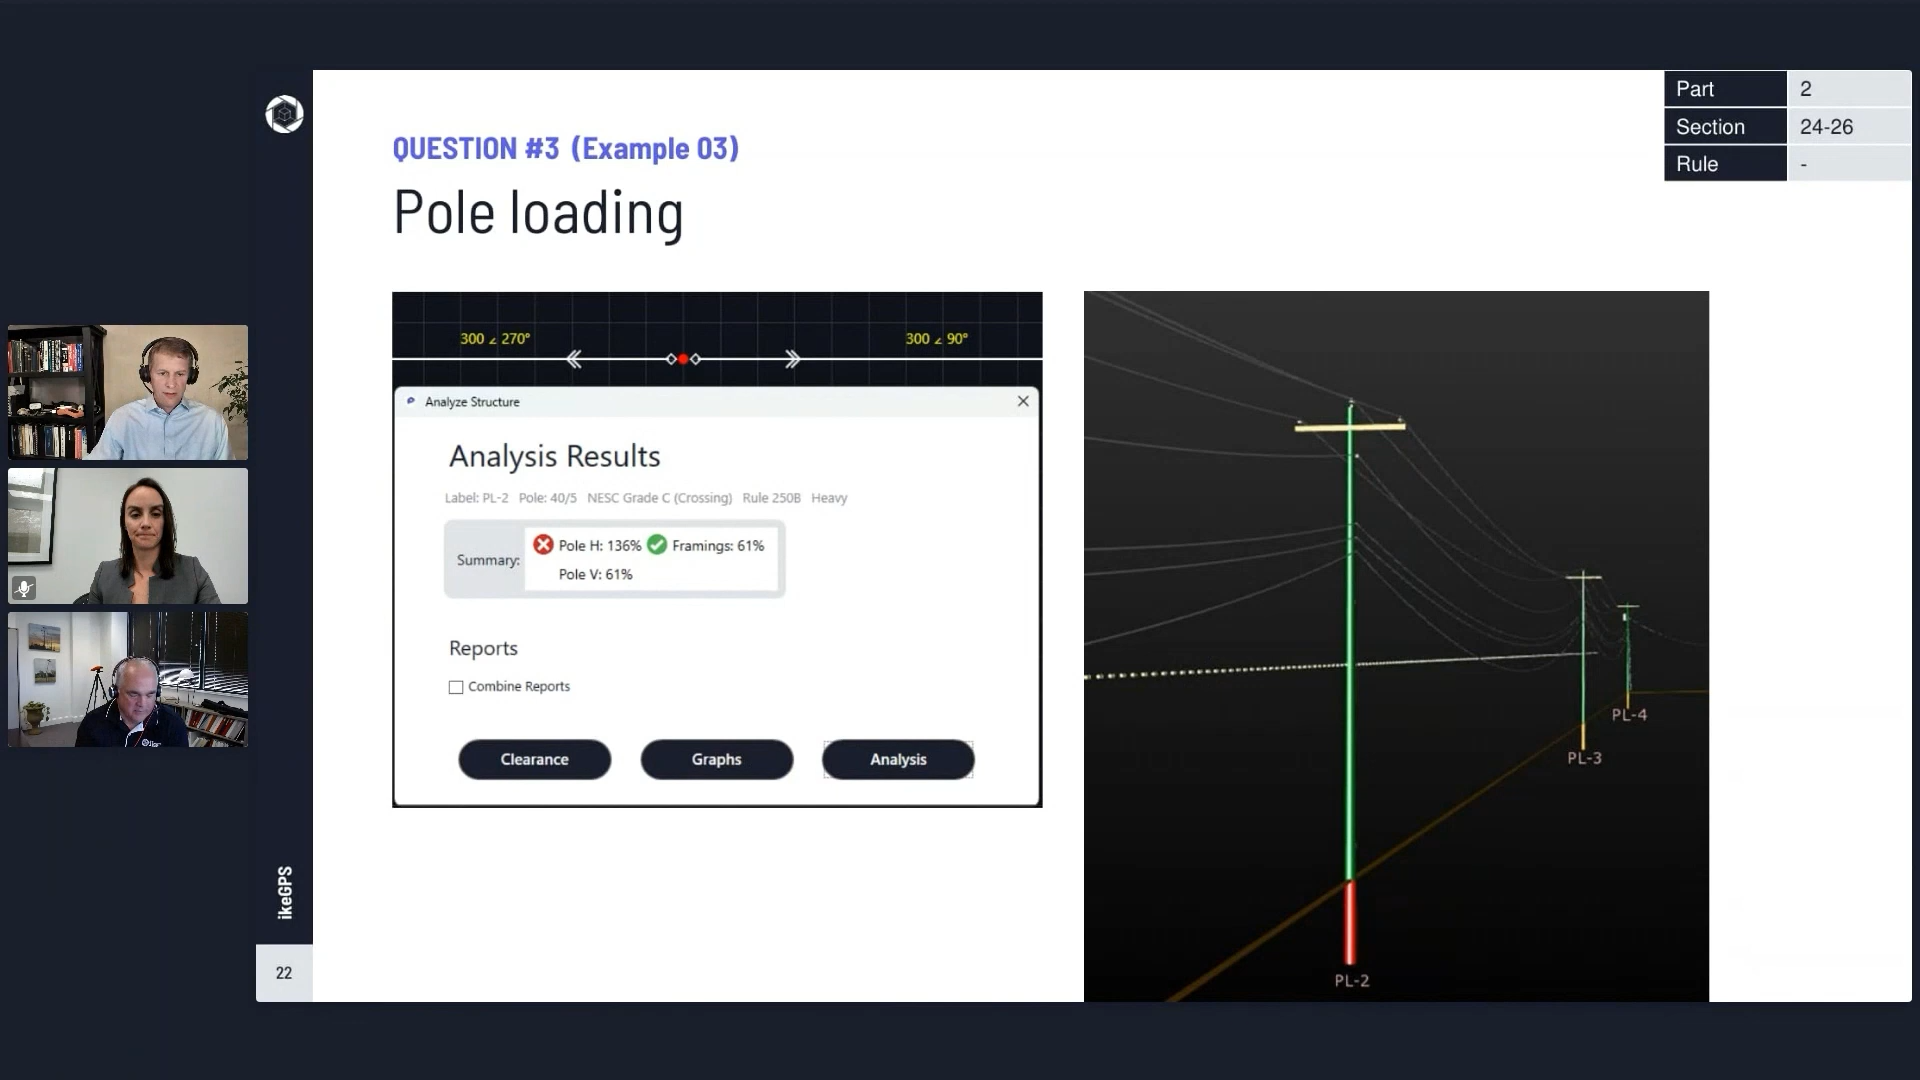 QUESTION #3 (Example 03)
Pole loading
Part 2
Section 24-26
Rule -
300 ∠ 270°
300 ∠ 90°
Analyze Structure
Analysis Results
Label: PL-2 Pole: 40/5 NESC Grade C (Crossing) Rule 250B Heavy
Summary:
Pole H: 136% Framings: 61%
Pole V: 61%
Reports
Combine Reports
Clearance
Graphs
Analysis
PL-4
PL-3
PL-2
ikeGPS
22